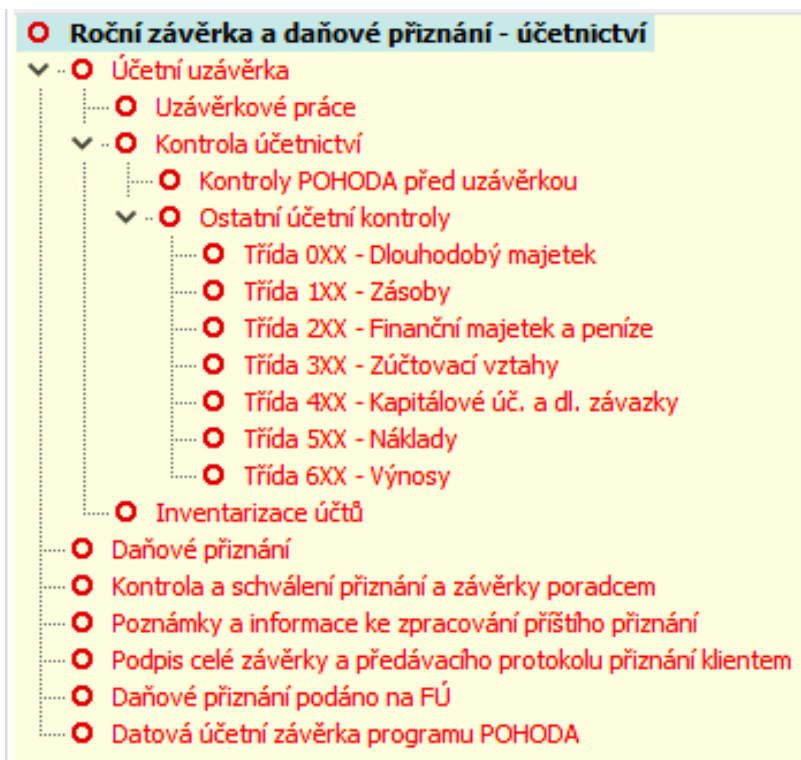 Roční závěrka a daňové přiznání - účetnictví
Účetní uzávěrka
Uzávěrkové práce
Kontrola účetnictví
Kontroly POHODA před uzávěrkou
Ostatní účetní kontroly
Třída 0XX - Dlouhodobý majetek
Třída 1XX - Zásoby
Třída 2XX - Finanční majetek a peníze
Třída 3XX - Zúčtovací vztahy
Třída 4XX - Kapitálové úč. a dl. závazky
Třída 5XX - Náklady
Třída 6XX - Výnosy
Inventarizace účtů
Daňové přiznání
Kontrola a schválení přiznání a závěrky poradcem
Poznámky a informace ke zpracování příštího přiznání
Podpis celé závěrky a předávacího protokolu přiznání klientem
Daňové přiznání podáno na FÚ
Datová účetní závěrka programu POHODA